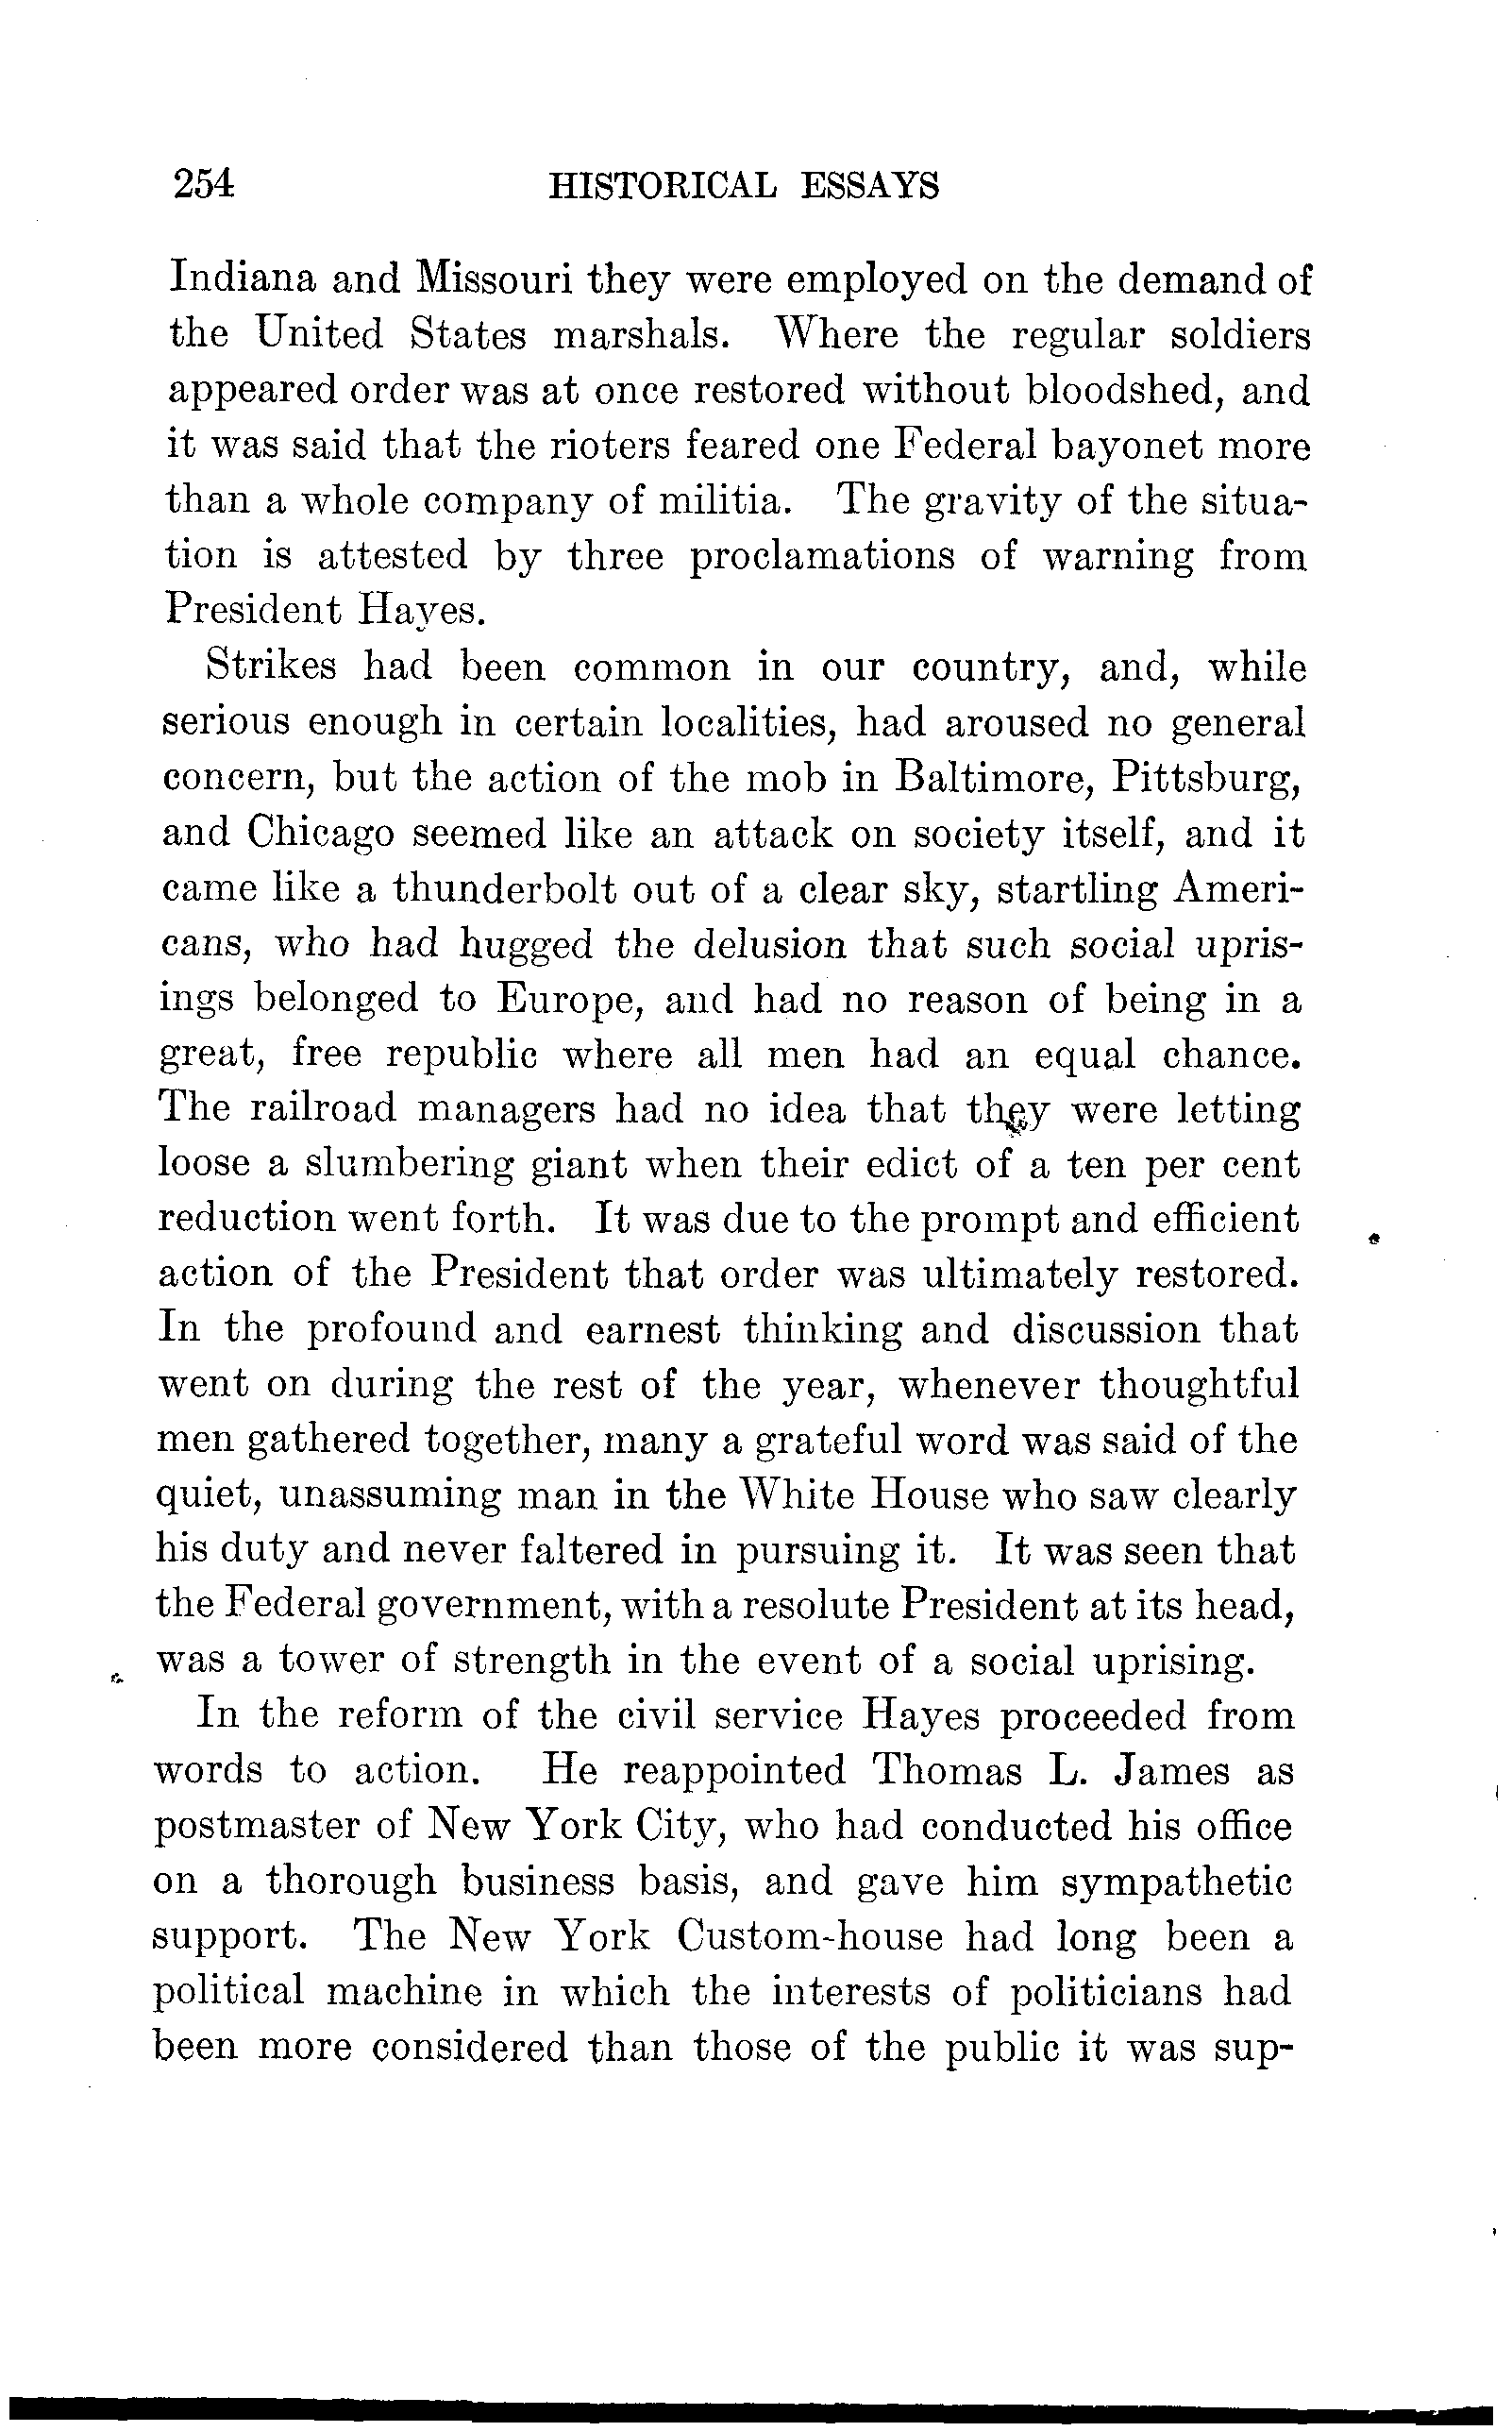 254 HISTORICAL ESSAYS
Indiana and Missouri they were employed on the demand of
the United States marshals. Where the regular soldiers
appeared order was at once restored without bloodshed, and
it was said that the rioters feared one Federal bayonet more
than a whole company of militia. The gravity of the situa-
tion is attested by three proclamations of warning from
President Hayes.
Strikes had been common in our country, and, while
serious enough in certain localities, had aroused no general
concern, but the action of the mob in Baltimore, Pittsburg,
and Chicago seemed like an attack on society itself, and it
came like a thunderbolt out of a clear sky, startling Ameri-
cans, who had hugged the delusion that such social upris-
ings belonged to Europe, and had no reason of being in a
great, free republic where all men had an equal chance.
The railroad managers had no idea that they were letting
loose a slumbering giant when their edict of a ten per cent
reduction went forth. It was due to the prompt and efficient
action of the President that order was ultimately restored.
In the profound and earnest thinking and discussion that
went on during the rest of the year, whenever thoughtful
men gathered together, many a grateful word was said of the
quiet, unassuming man in the White House who saw clearly
his duty and never faltered in pursuing it. It was seen that
the Federal government, with a resolute President at its head,
was a tower of strength in the event of a social uprising.
In the reform of the civil service Hayes proceeded from
words to action. He reappointed Thomas L. James as
postmaster of New York City, who had conducted his office
on a thorough business basis, and gave him sympathetic
support. The New York Custom-house had long been a
political machine in which the interests of politicians had
been more considered than those of the public it was sup-